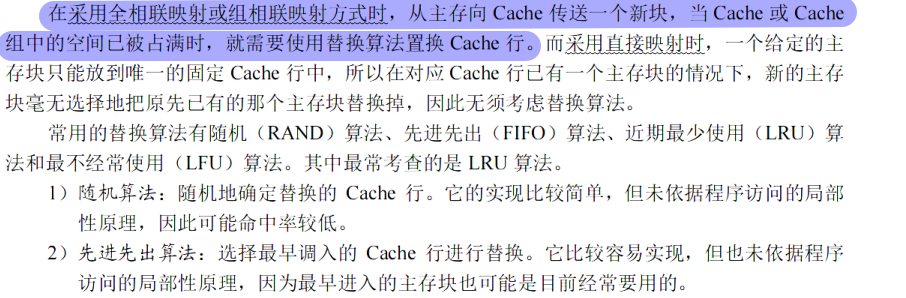 在采用全相联映射或组相联映射方式时，从主存向 Cache 传送一个新块，当 Cache 或 Cache
组中的空间已被占满时，就需要使用替换算法置换 Cache 行。而采用直接映射时，一个给定的主
存块只能放到唯一的固定 Cache 行中，所以在对应 Cache 行已有一个主存块的情况下，新的主存
块毫无选择地把原先已有的那个主存块替换掉，因此无须考虑替换算法。
常用的替换算法有随机（RAND）算法、先进先出（FIFO）算法、近期最少使用（LRU）算
法和最不经常使用（LFU）算法。其中最常考查的是 LRU 算法。
1）随机算法：随机地确定替换的 Cache 行。它的实现比较简单，但未依据程序访问的局部
性原理，因此可能命中率较低。
2）先进先出算法：选择最早调入的 Cache 行进行替换。它比较容易实现，但也未依据程序
访问的局部性原理，因为最早进入的主存块也可能是目前经常要用的。